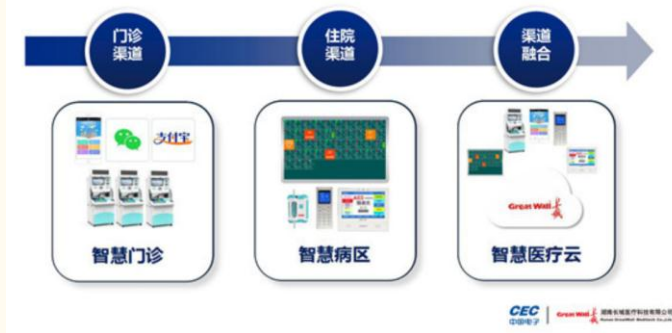 门诊
渠道
住院
渠道
渠道
融合
支付宝
智慧门诊
智慧病区
Great Wall
智慧医疗云
CEC
中国电子
Great Wall
湖南长城医疗科技有限公司